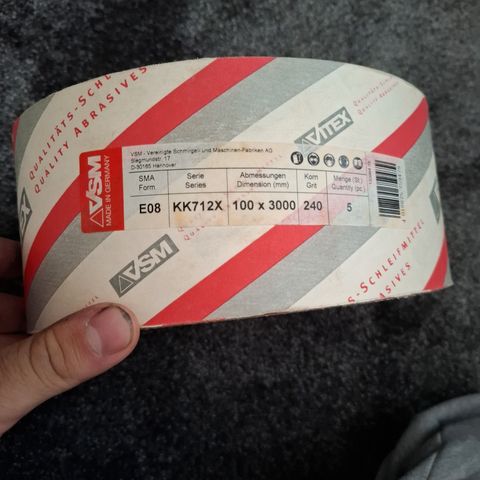 QUALITÄTS-SCHLEIF
QUALITY ABRASIVES
VITEX
VSM
MADE IN GERMANY
VSM - Vereinigte Schmirgel- und Maschinen-Fabriken AG
Siegmundstr. 17
D-30165 Hannover
SMA Form
Serie Series
Abmessungen Dimension (mm)
Korn Grit
Menge (St.) Quantity (pc.)
E08
KK712X
100 x 3000
240
5
VSM
TS-SCHLEIFMITTEL
ABRASIVES